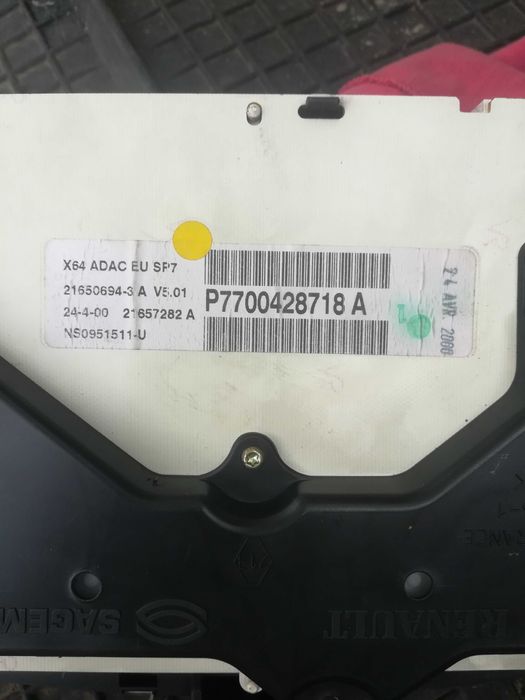 X64 ADAC EU SP7
21650694-3 A V5.01
24-4-00 21657282 A
NS0951511-U
P7700428718 A
24 AVR. 2000
1
SAGEM
RENAULT